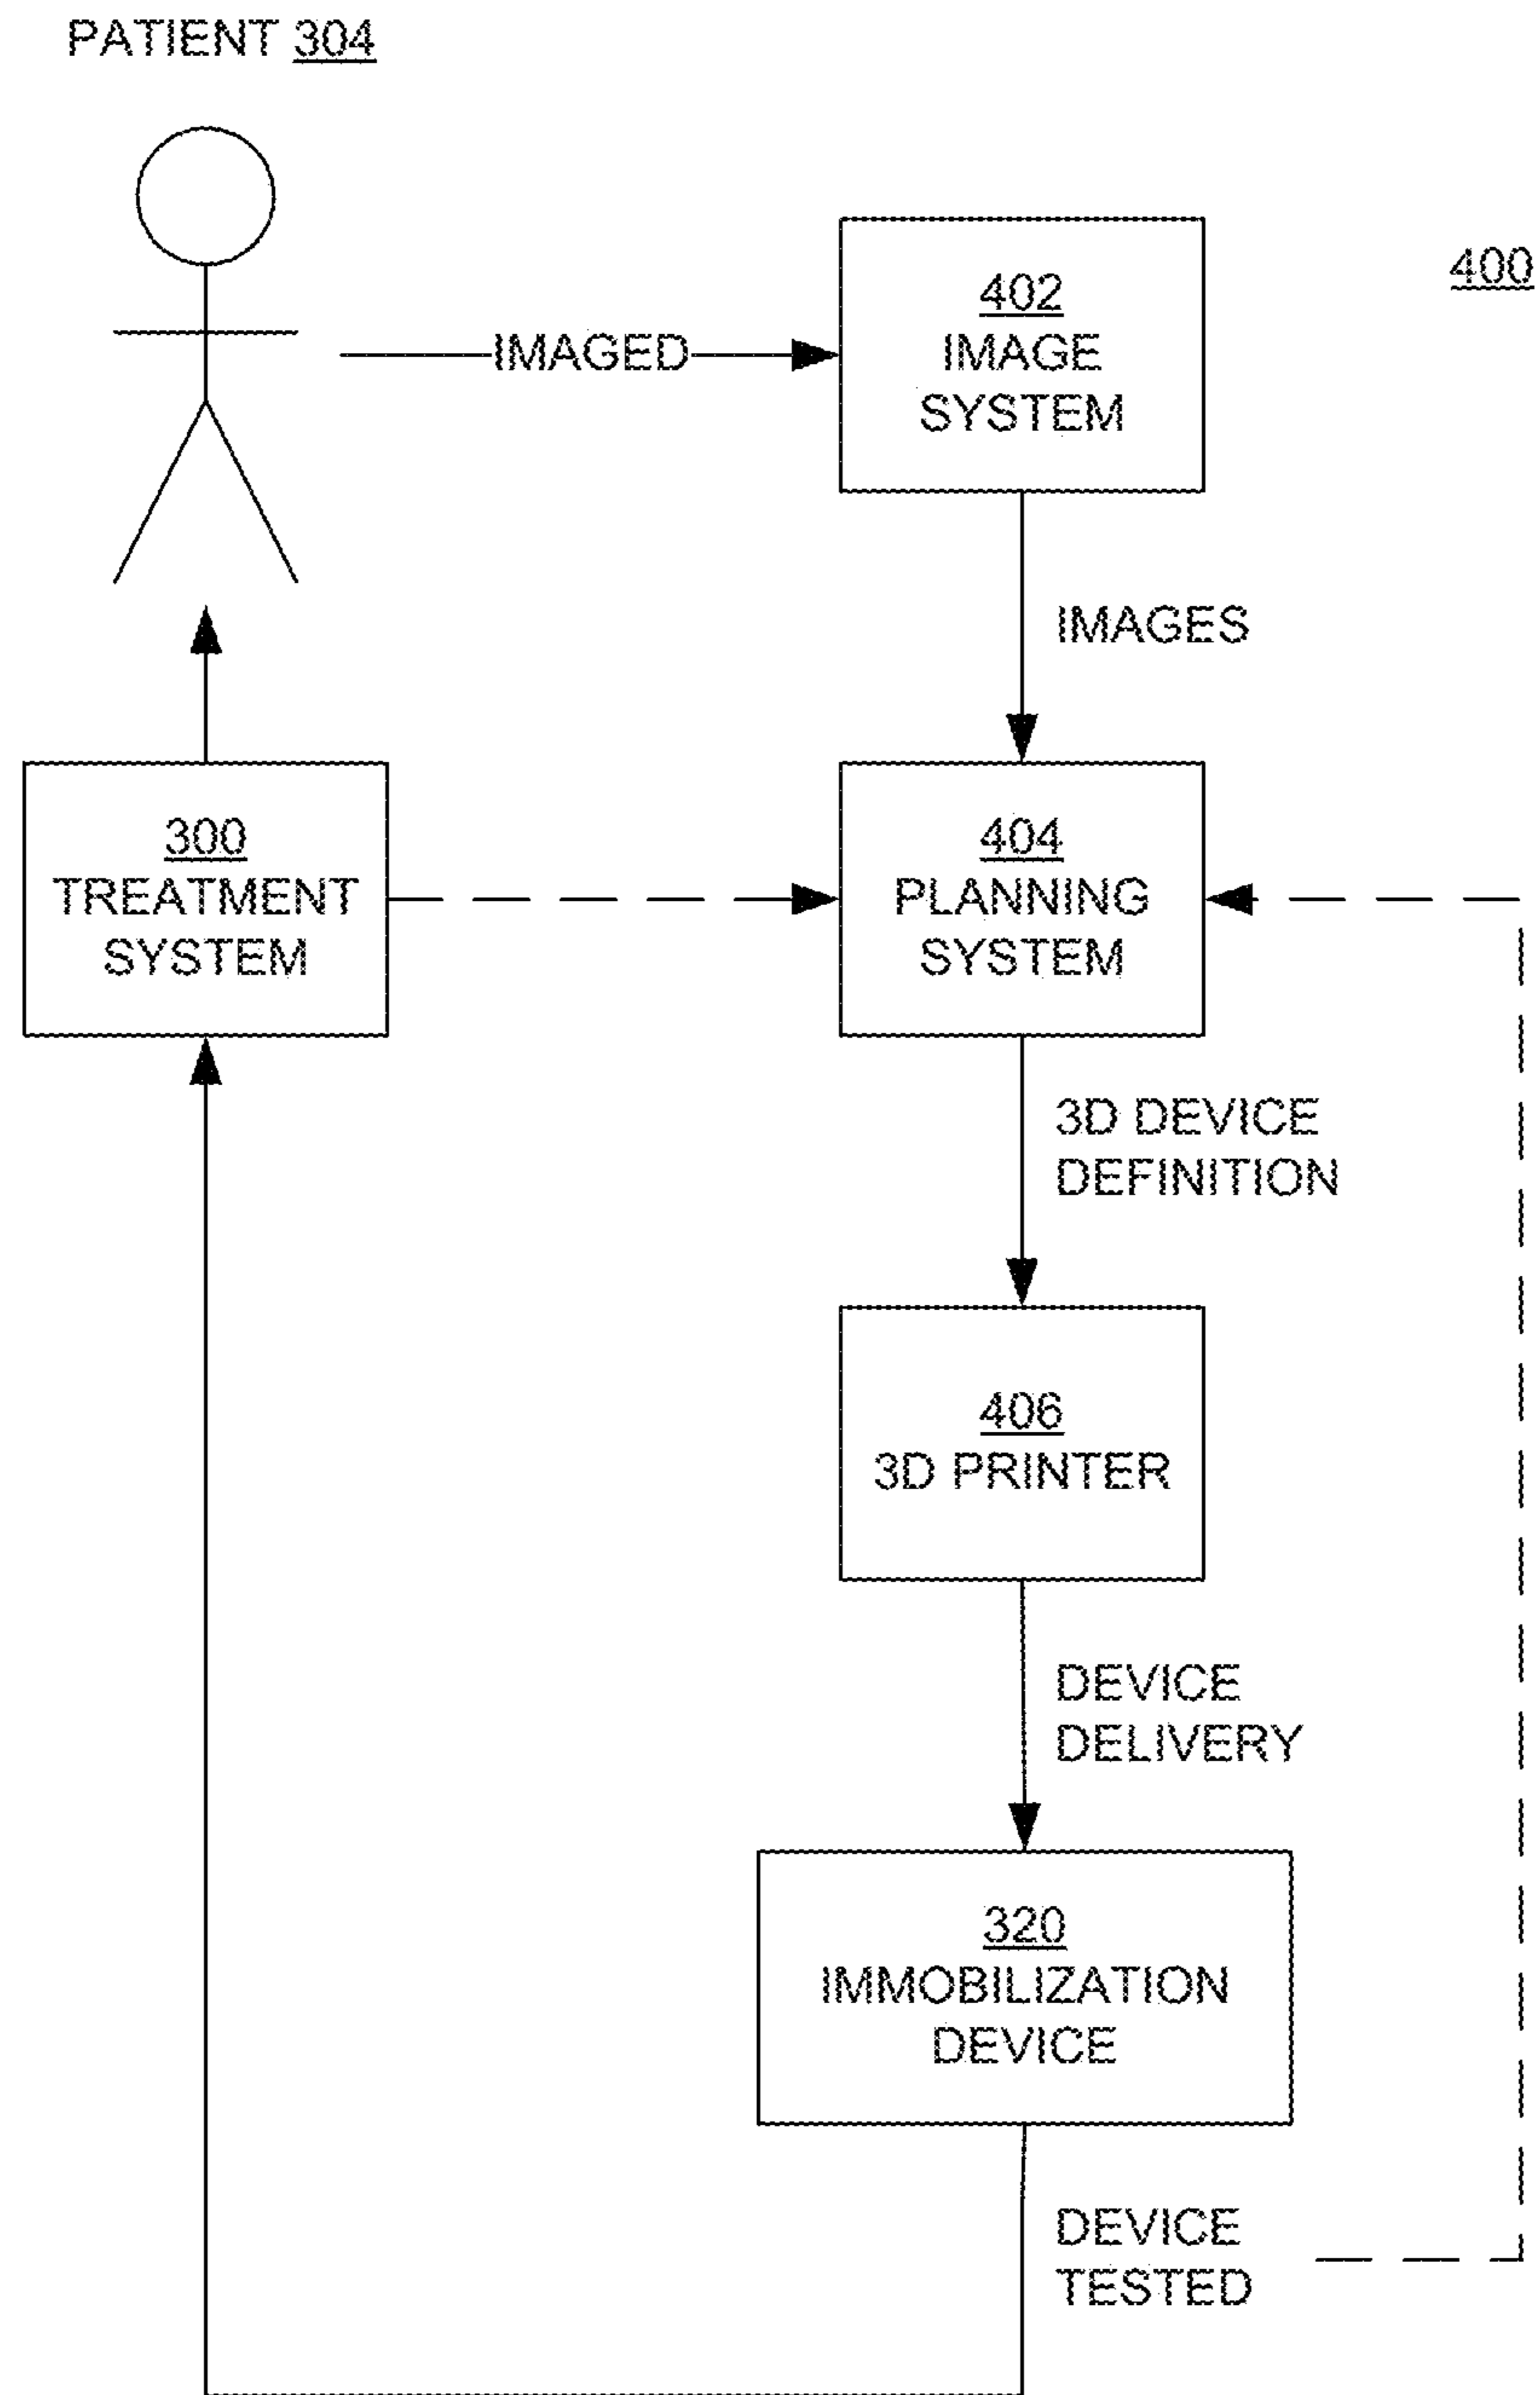 PATIENT 304
400
402
IMAGE
SYSTEM
IMAGED
IMAGES
300
TREATMENT
SYSTEM
404
PLANNING
SYSTEM
3D DEVICE
DEFINITION
406
3D PRINTER
DEVICE
DELIVERY
320
IMMOBILIZATION
DEVICE
DEVICE
TESTED